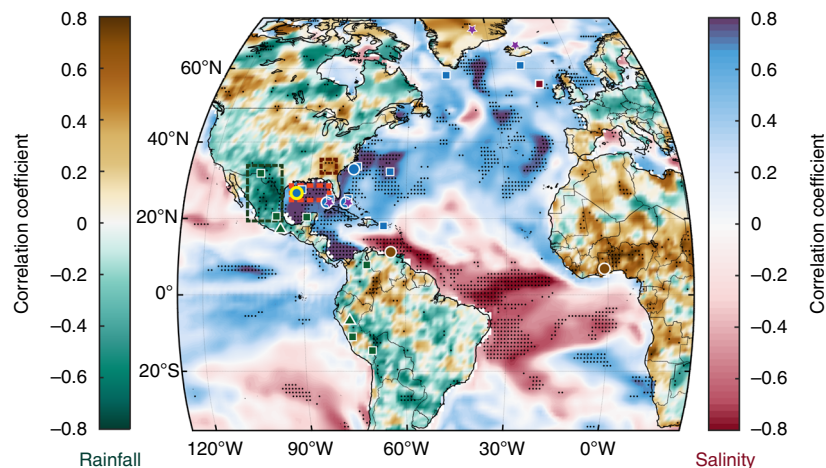 0.8
0.6
0.4
0.2
0
−0.2
−0.4
−0.6
−0.8
Correlation coefficient
Rainfall
60°N
40°N
20°N
0°
20°S
120°W
90°W
60°W
30°W
0°W
0.8
0.6
0.4
0.2
0
−0.2
−0.4
−0.6
−0.8
Correlation coefficient
Salinity